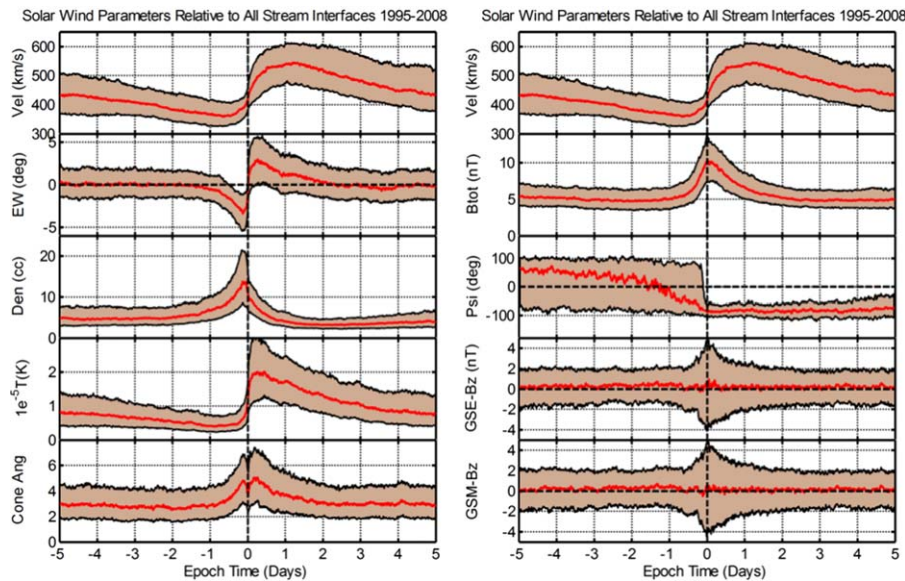 Solar Wind Parameters Relative to All Stream Interfaces 1995-2008
Vel (km/s)
600
500
400
300
EW (deg)
5
0
-5
Den (cc)
20
10
0
1e⁻⁵T(K)
2
1
0
Cone Ang
6
4
2
0
-5 -4 -3 -2 -1 0 1 2 3 4 5
Epoch Time (Days)
Solar Wind Parameters Relative to All Stream Interfaces 1995-2008
Vel (km/s)
600
500
400
300
Btot (nT)
10
5
0
Psi (deg)
100
0
-100
GSE-Bz (nT)
4
2
0
-2
-4
GSM-Bz
4
2
0
-2
-4
-5 -4 -3 -2 -1 0 1 2 3 4 5
Epoch Time (Days)